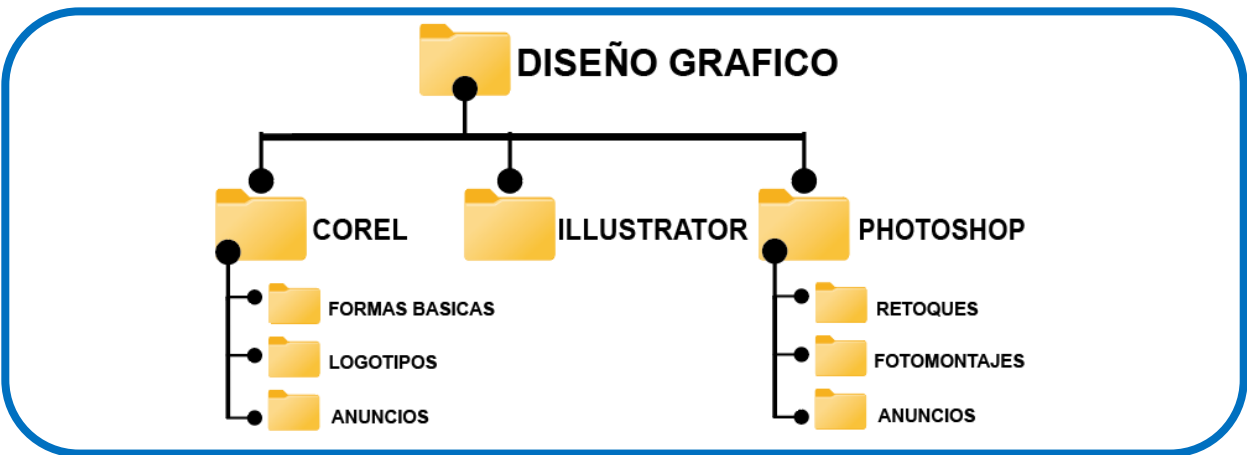 DISEÑO GRAFICO
COREL
ILLUSTRATOR
PHOTOSHOP
FORMAS BASICAS
LOGOTIPOS
ANUNCIOS
RETOQUES
FOTOMONTAJES
ANUNCIOS